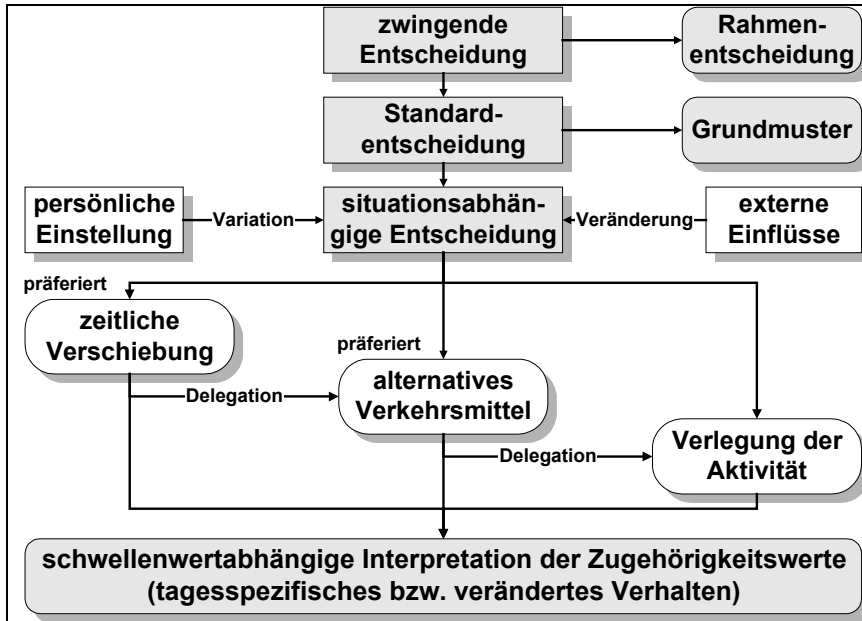 zwingende
Entscheidung
Rahmen-
entscheidung
Standard-
entscheidung
Grundmuster
persönliche
Einstellung
Variation
situationsabhän-
gige Entscheidung
Veränderung
externe
Einflüsse
präferiert
zeitliche
Verschiebung
präferiert
Delegation
alternatives
Verkehrsmittel
Delegation
Verlegung der
Aktivität
schwellenwertabhängige Interpretation der Zugehörigkeitswerte
(tagesspezifisches bzw. verändertes Verhalten)